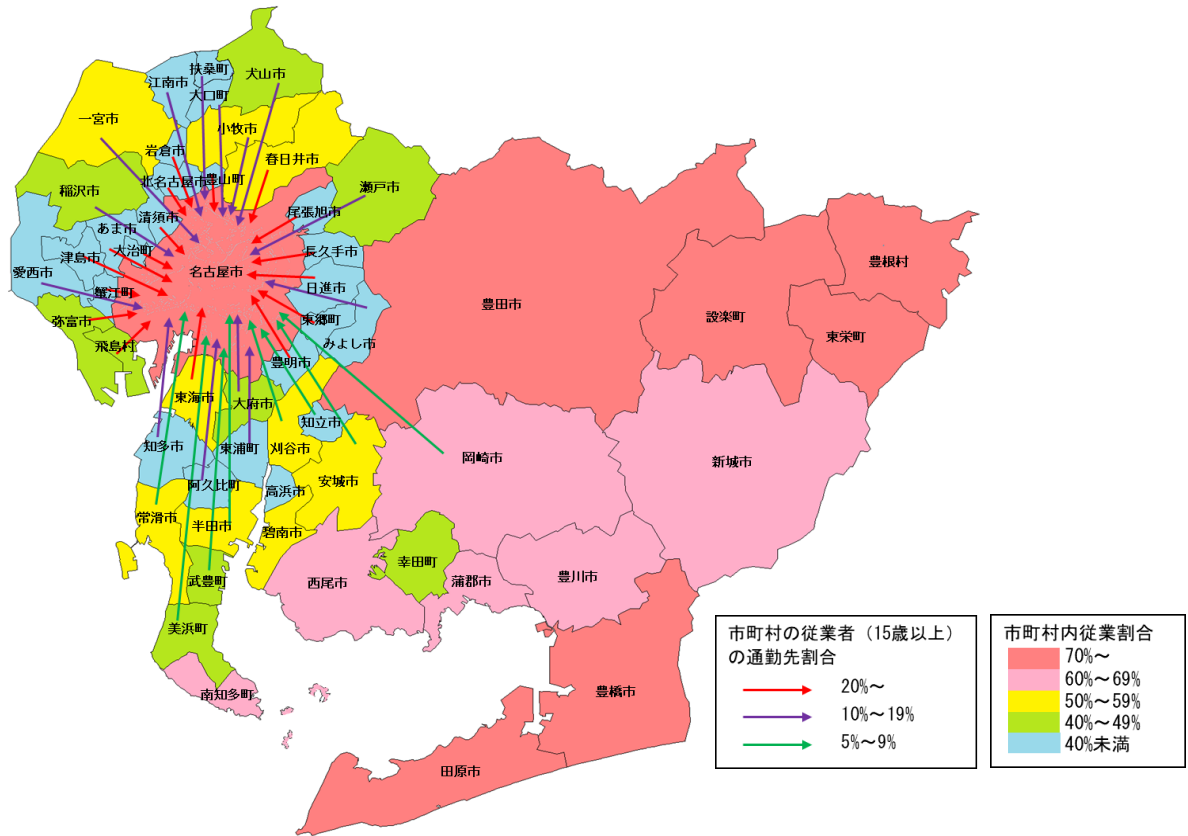 扶桑町
犬山市
江南市
大口町
一宮市
小牧市
岩倉市
春日井市
北名古屋市
豊山町
瀬戸市
稲沢市
清須市
尾張旭市
あま市
大治町
長久手市
津島市
名古屋市
愛西市
日進市
蟹江町
弥富市
東郷町
飛島村
みよし市
豊明市
豊田市
設楽町
豊根村
東栄町
東海市
大府市
知立市
知多市
東浦町
刈谷市
岡崎市
新城市
阿久比町
高浜市
安城市
常滑市
半田市
碧南市
武豊町
西尾市
幸田町
蒲郡市
豊川市
美浜町
南知多町
豊橋市
田原市
市町村の従業者（15歳以上）
の通勤先割合
20%～
10%～19%
5%～9%
市町村内従業割合
70%～
60%～69%
50%～59%
40%～49%
40%未満